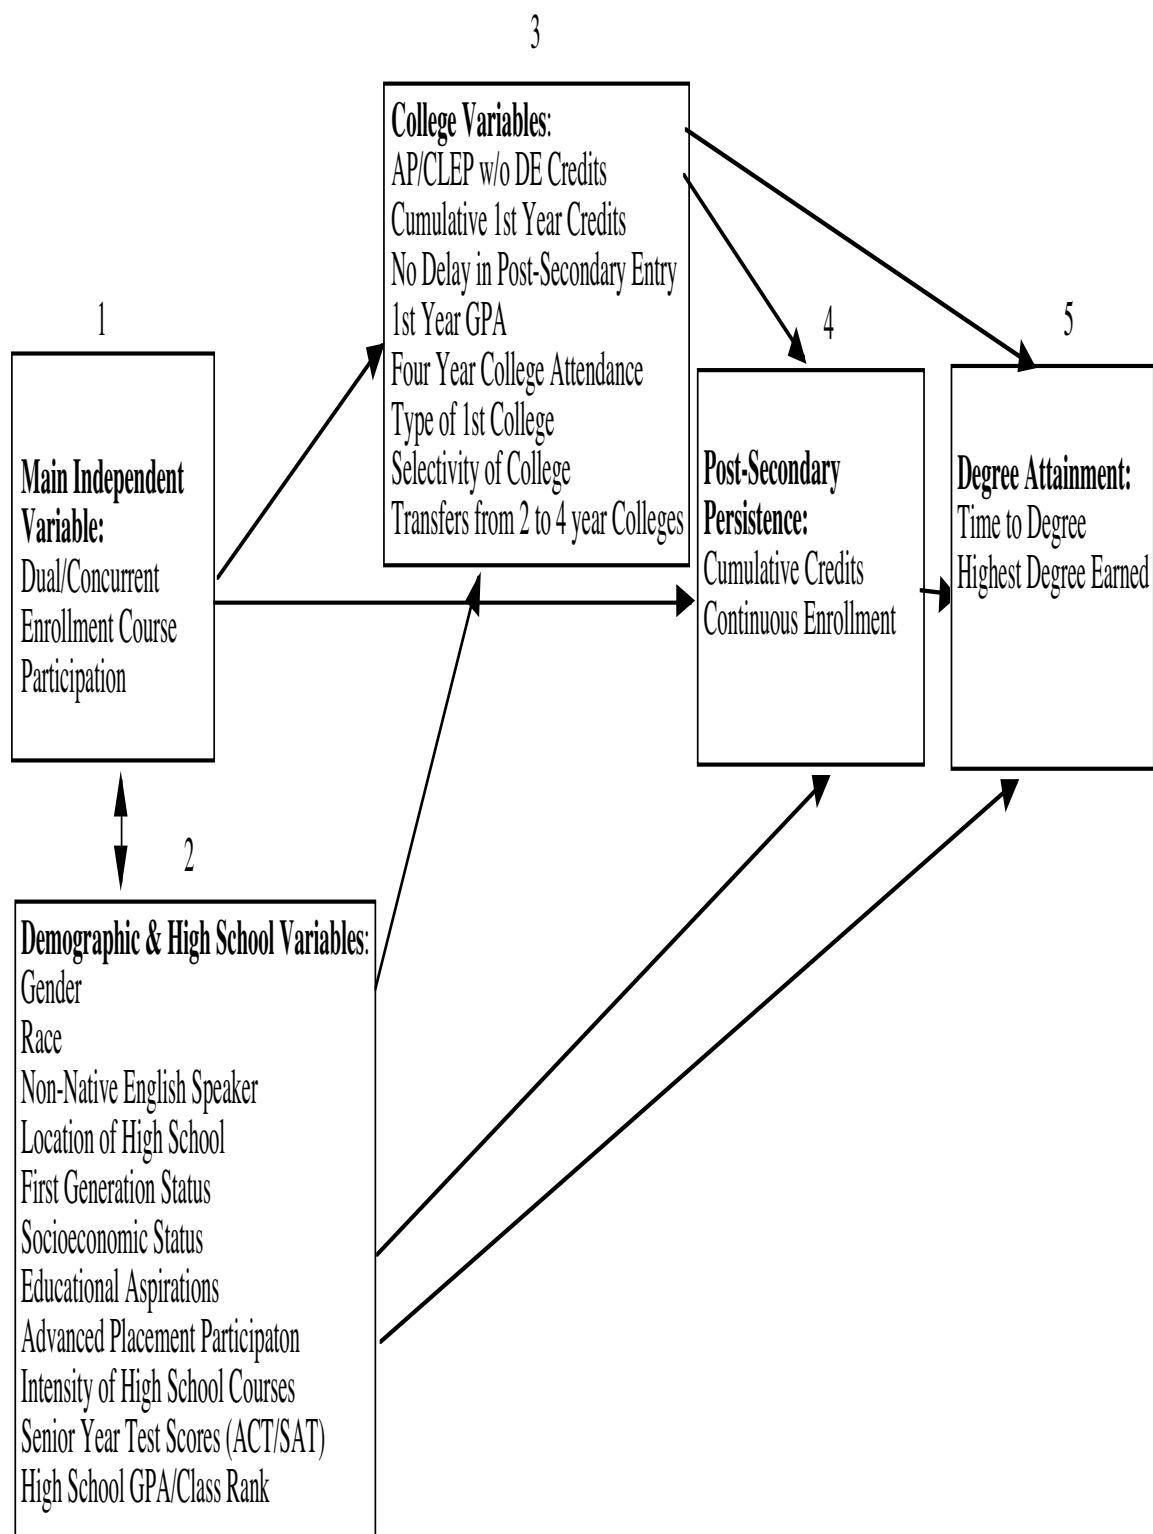 3
College Variables:
AP/CLEP w/o DE Credits
Cumulative 1st Year Credits
No Delay in Post-Secondary Entry
1st Year GPA
Four Year College Attendance
Type of 1st College
Selectivity of College
Transfers from 2 to 4 year Colleges
1
Main Independent
Variable:
Dual/Concurrent
Enrollment Course
Participation
4
Post-Secondary
Persistence:
Cumulative Credits
Continuous Enrollment
5
Degree Attainment:
Time to Degree
Highest Degree Earned
2
Demographic & High School Variables:
Gender
Race
Non-Native English Speaker
Location of High School
First Generation Status
Socioeconomic Status
Educational Aspirations
Advanced Placement Participaton
Intensity of High School Courses
Senior Year Test Scores (ACT/SAT)
High School GPA/Class Rank